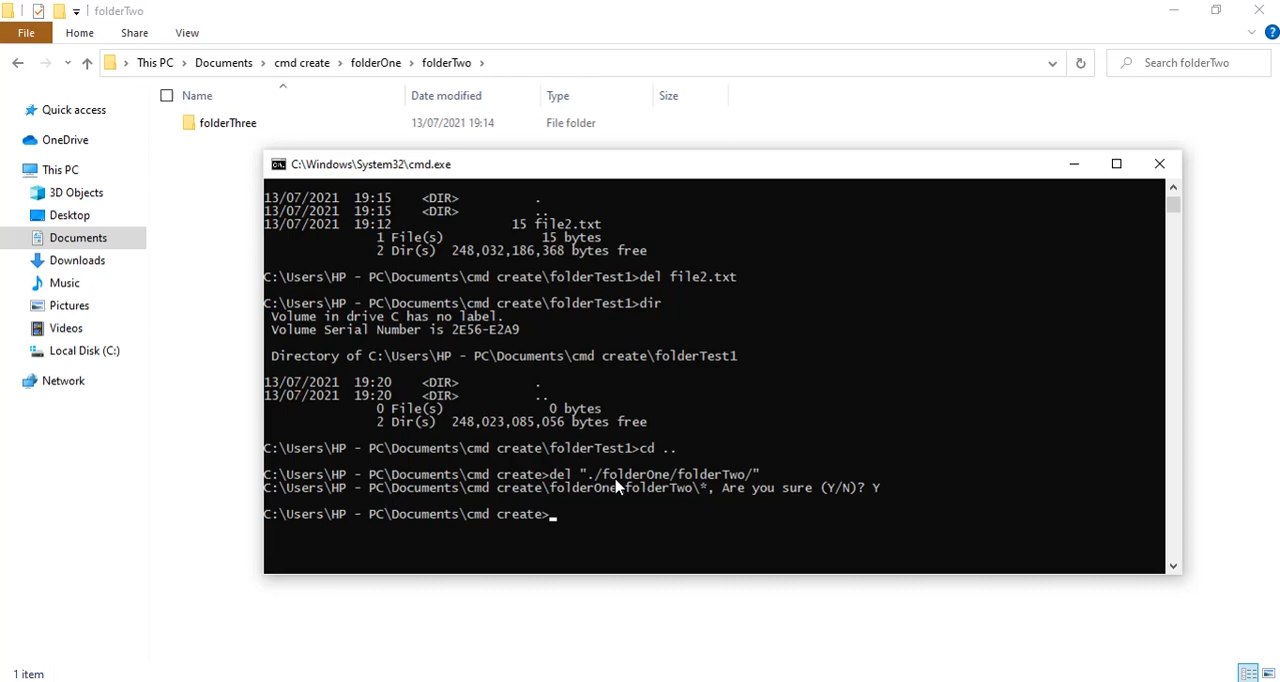 folderTwo
File Home Share View
This PC Documents cmd create folderOne folderTwo Search folderTwo
Name Date modified Type Size
folderThree 13/07/2021 19:14 File folder
Quick access
OneDrive
This PC
3D Objects
Desktop
Documents
Downloads
Music
Pictures
Videos
Local Disk (C:)
Network
C:\Windows\System32\cmd.exe
13/07/2021  19:15    <DIR>          .
13/07/2021  19:15    <DIR>          ..
13/07/2021  19:12                15 file2.txt
1 File(s)             15 bytes
2 Dir(s)  248,032,186,368 bytes free
C:\Users\HP - PC\Documents\cmd create\folderTest1>del file2.txt
C:\Users\HP - PC\Documents\cmd create\folderTest1>dir
Volume in drive C has no label.
Volume Serial Number is 2E56-E2A9
Directory of C:\Users\HP - PC\Documents\cmd create\folderTest1
13/07/2021  19:20    <DIR>          .
13/07/2021  19:20    <DIR>          ..
0 File(s)              0 bytes
2 Dir(s)  248,023,085,056 bytes free
C:\Users\HP - PC\Documents\cmd create\folderTest1>cd ..
C:\Users\HP - PC\Documents\cmd create>del "./folderOne/folderTwo/"
C:\Users\HP - PC\Documents\cmd create\folderOne\folderTwo\*, Are you sure (Y/N)? Y
C:\Users\HP - PC\Documents\cmd create>
1 item